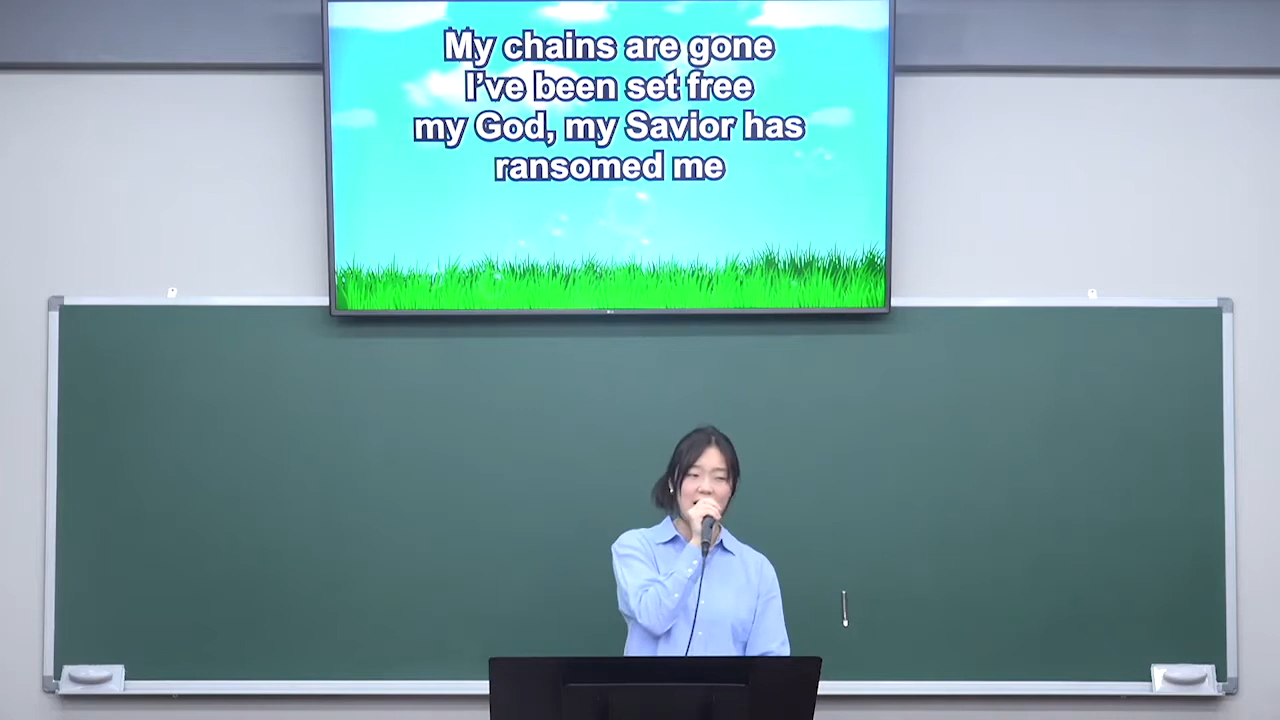 My chains are gone
I've been set free
my God, my Savior has
ransomed me